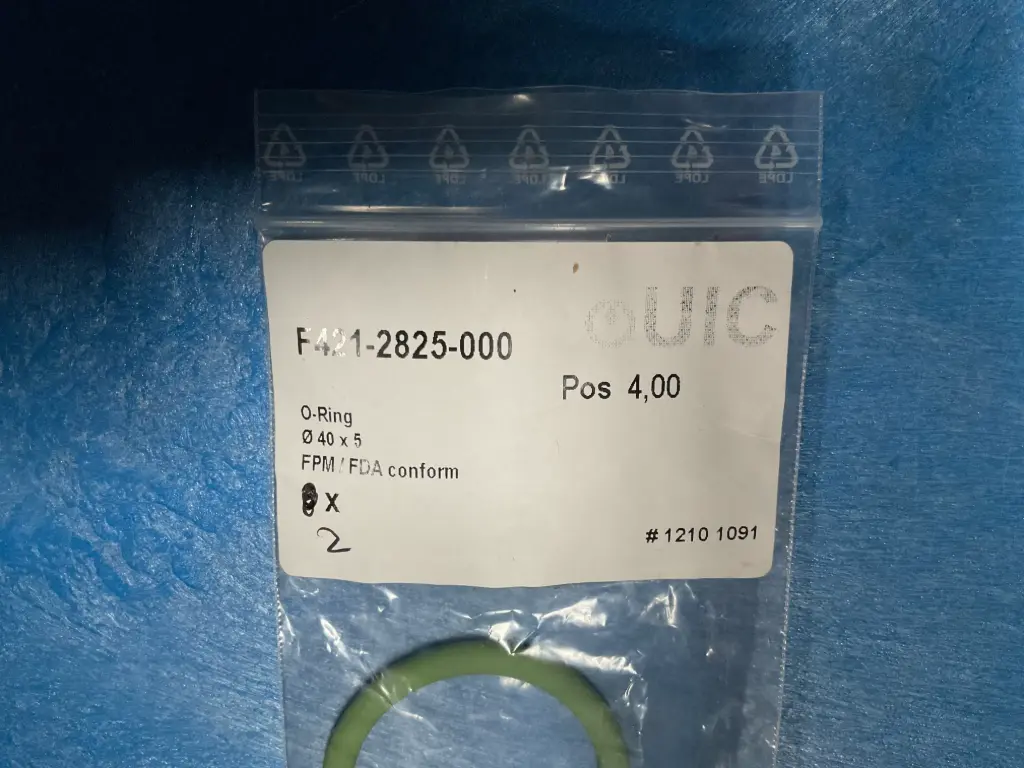 LDPE LDPE LDPE LDPE LDPE LDPE LDPE
UIC
F421-2825-000
Pos 4,00
O-Ring
Ø 40 x 5
FPM / FDA conform
X
2
# 1210 1091